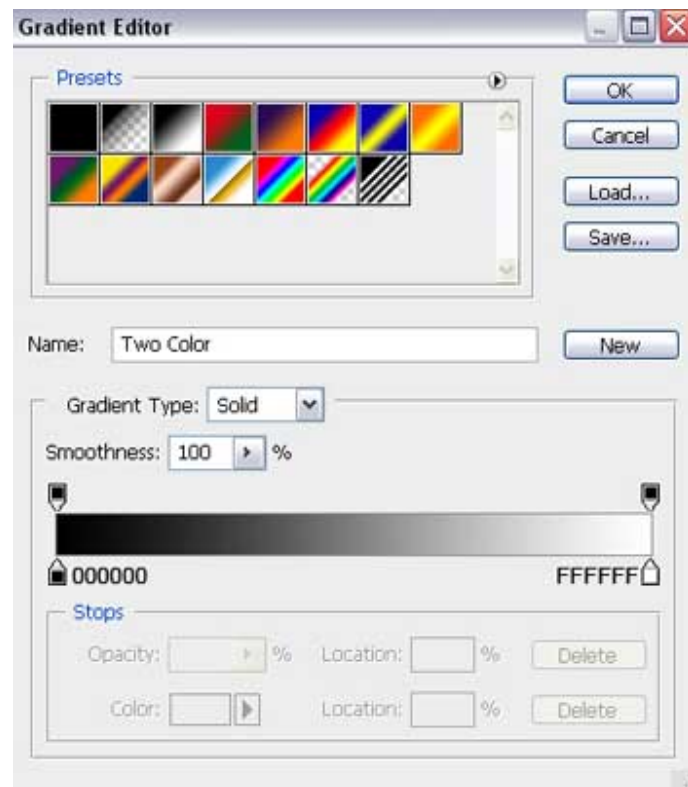 Gradient Editor
Presets
OK
Cancel
Load...
Save...
Name: Two Color
New
Gradient Type: Solid
Smoothness: 100 %
000000 FFFFFF
Stops
Opacity: % Location: % Delete
Color: Location: % Delete